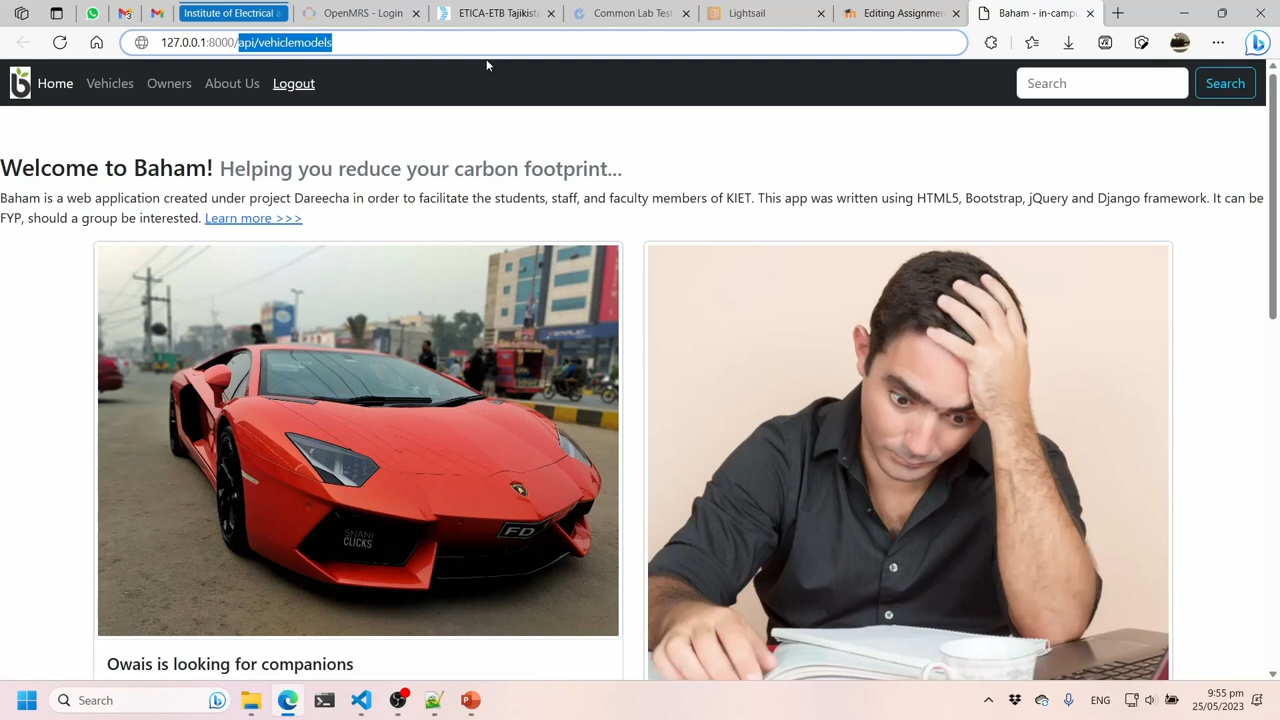 Institute of Electrical a
OpenMRS - Login
ETICA-ETB Tajikista
Community Test
Lightsail
Editing assignmen
Baham - in-camp
127.0.0.1:8000/api/vehiclemodels
Home Vehicles Owners About Us Logout Search Search
Welcome to Baham! Helping you reduce your carbon footprint...
Baham is a web application created under project Dareecha in order to facilitate the students, staff, and faculty members of KIET. This app was written using HTML5, Bootstrap, jQuery and Django framework. It can be
FYP, should a group be interested. Learn more >>>
SHANI
CLICKS
FD
Owais is looking for companions
Search
ENG
9:55 pm
25/05/2023